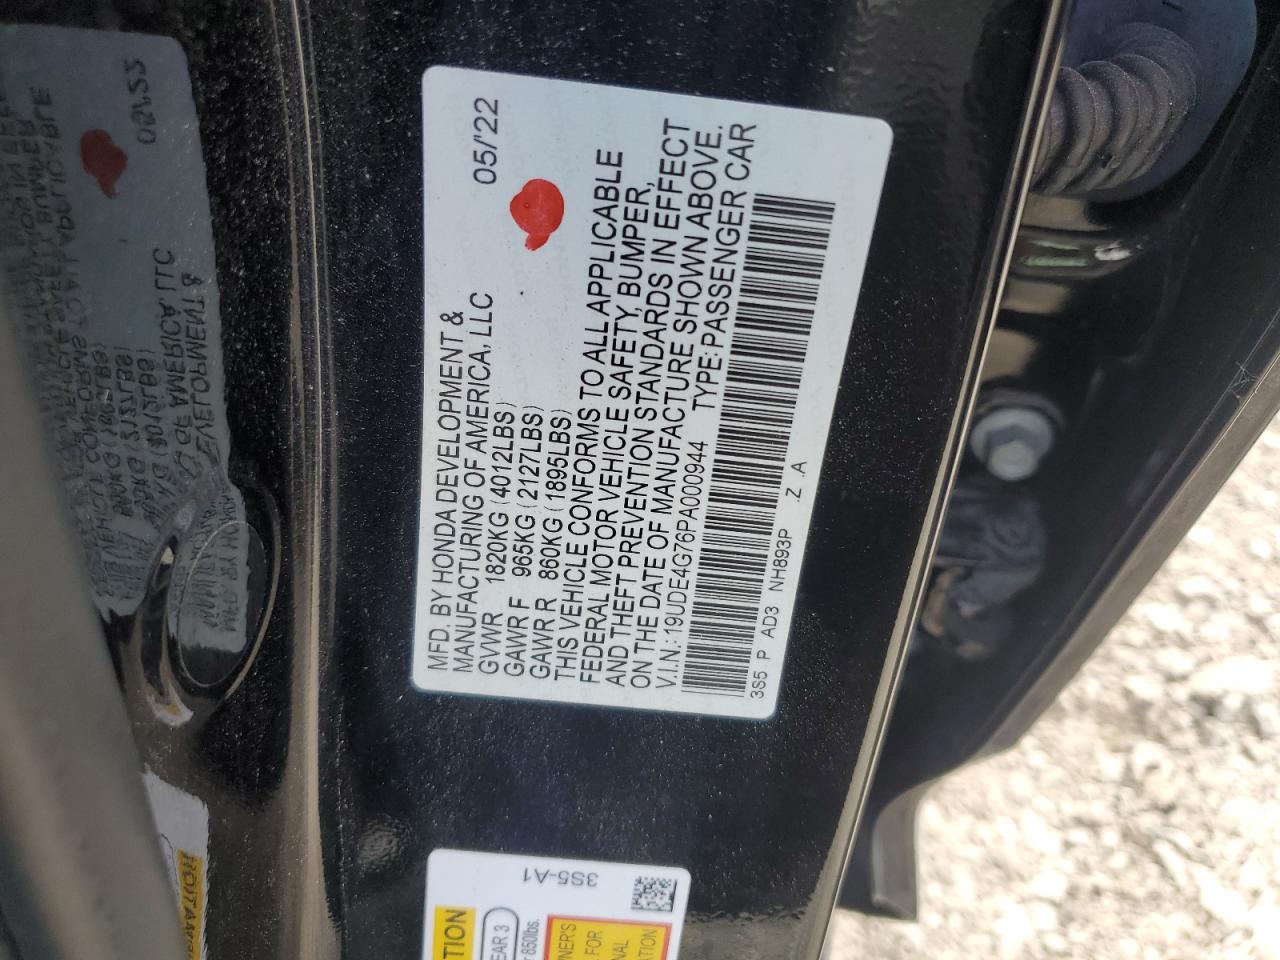 05/'22
MFD. BY HONDA DEVELOPMENT &
MANUFACTURING OF AMERICA, LLC
GVWR 1820KG (4012LBS)
GAWR F 965KG (2127LBS)
GAWR R 860KG (1895LBS)
THIS VEHICLE CONFORMS TO ALL APPLICABLE
FEDERAL MOTOR VEHICLE SAFETY, BUMPER,
AND THEFT PREVENTION STANDARDS IN EFFECT
ON THE DATE OF MANUFACTURE SHOWN ABOVE.
V.I.N.: 19UDE4G76PA000944 TYPE: PASSENGER CAR
3S5 P AD3 NH893P .Z .A
3S5-A1